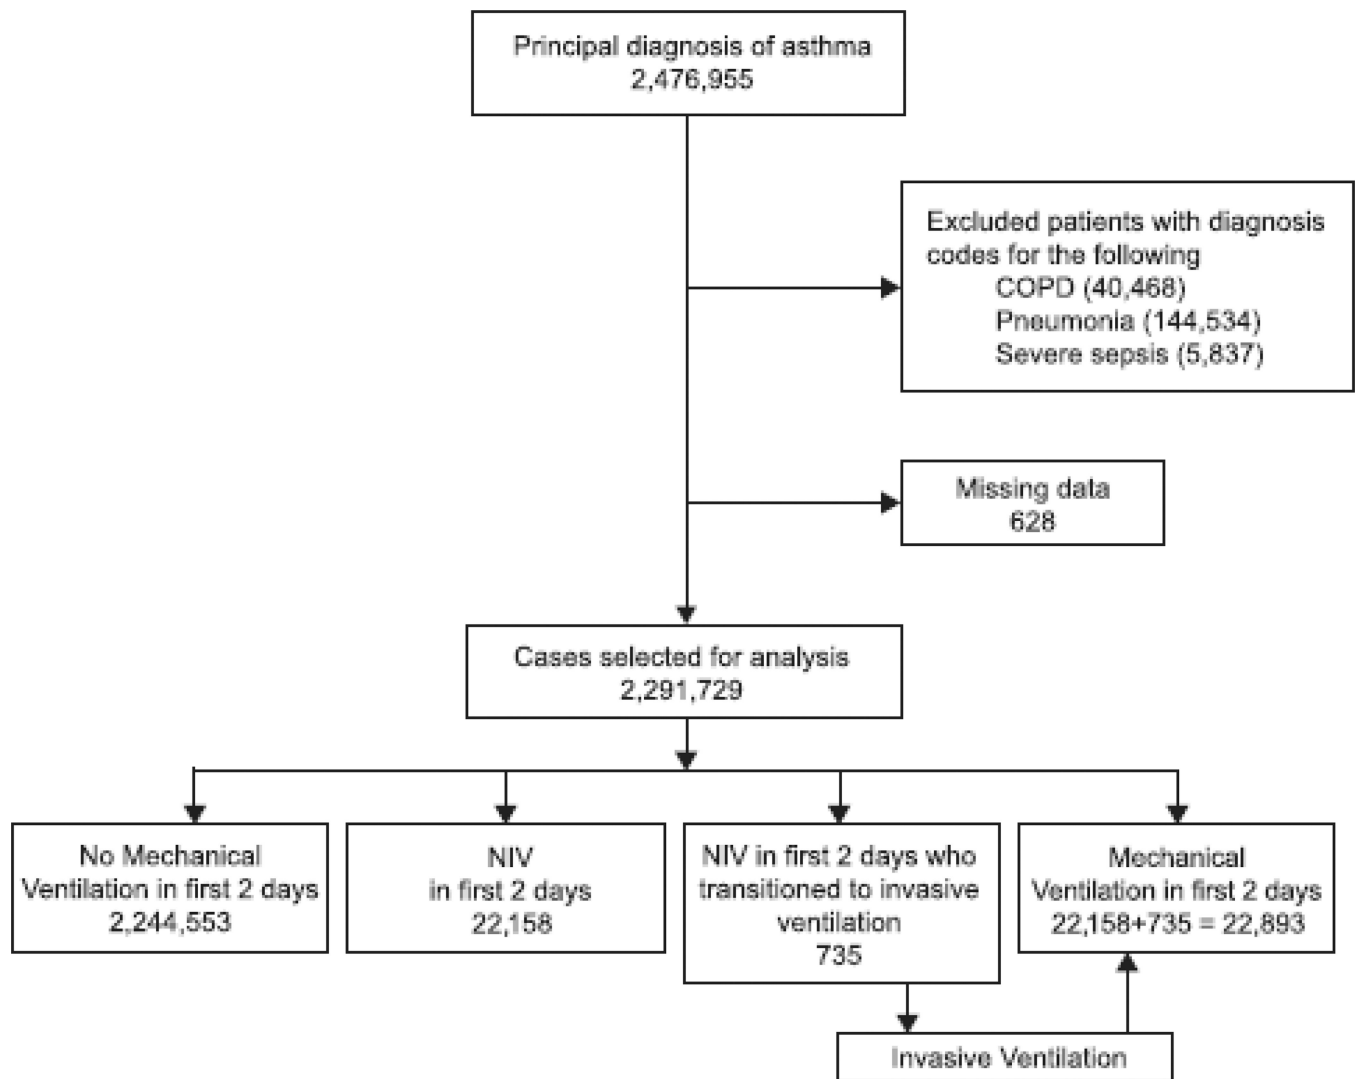 Principal diagnosis of asthma
2,476,955
Excluded patients with diagnosis
codes for the following
COPD (40,468)
Pneumonia (144,534)
Severe sepsis (5,837)
Missing data
628
Cases selected for analysis
2,291,729
No Mechanical
Ventilation in first 2 days
2,244,553
NIV
in first 2 days
22,158
NIV in first 2 days who
transitioned to invasive
ventilation
735
Mechanical
Ventilation in first 2 days
22,158+735 = 22,893
Invasive Ventilation